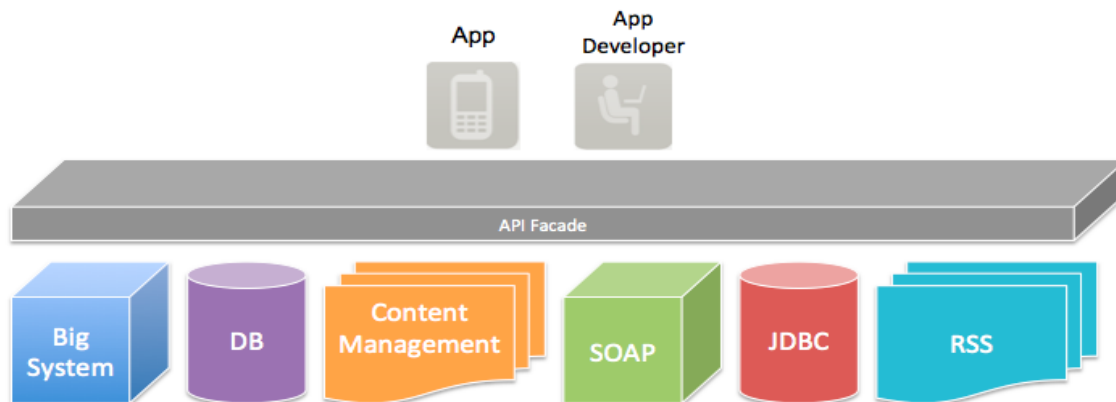 App
App
Developer
API Facade
Big
System
DB
Content
Management
SOAP
JDBC
RSS